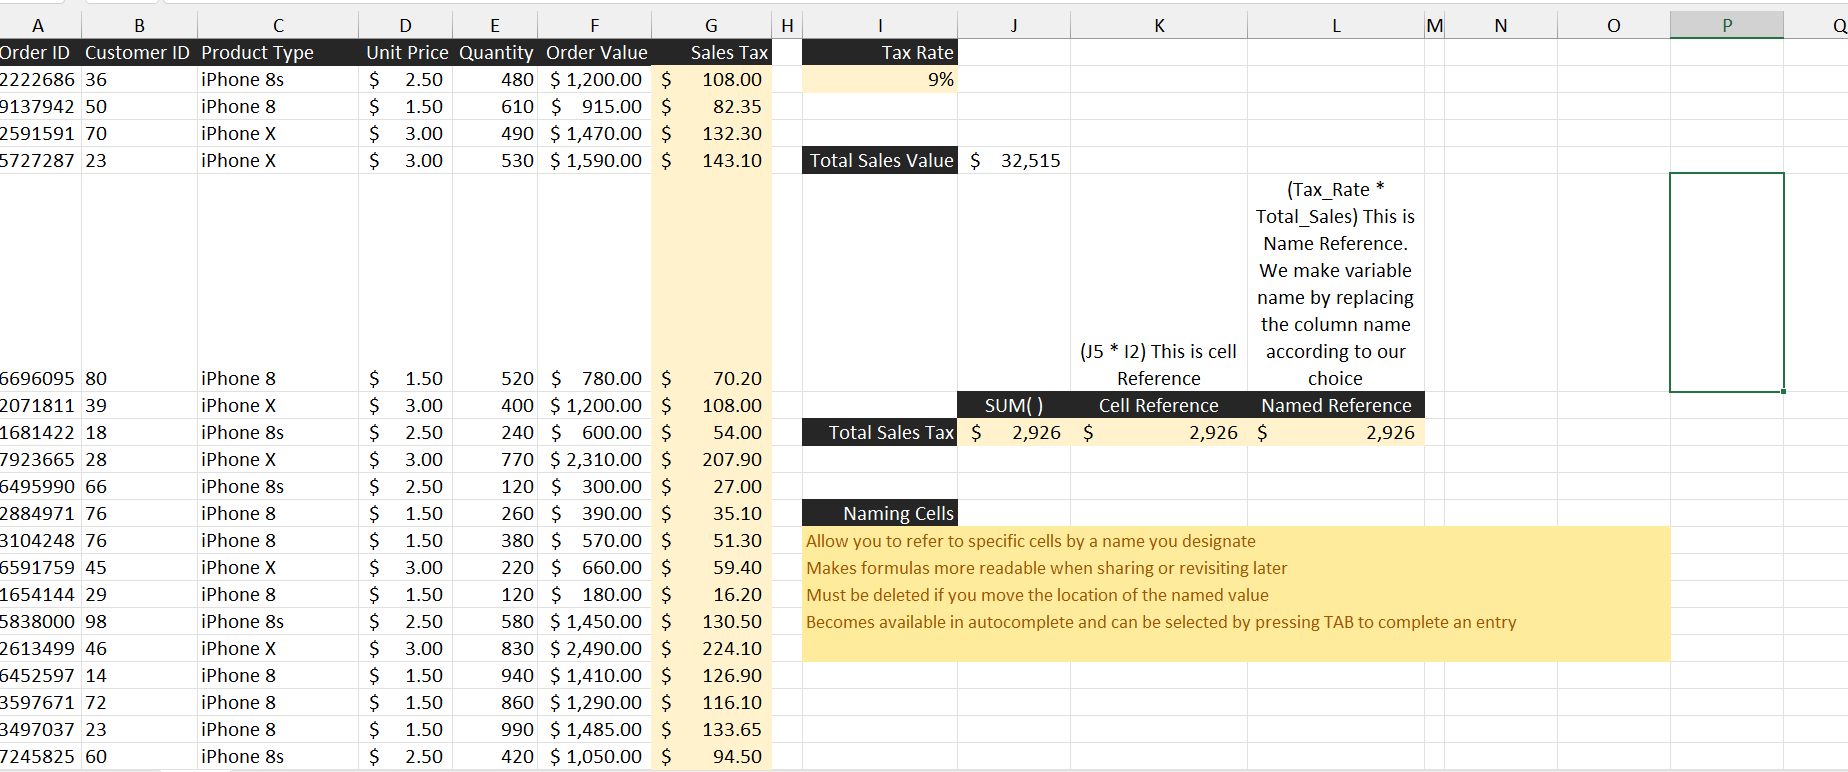 A B C D E F G H I J K L M N O P Q
Order ID Customer ID Product Type Unit Price Quantity Order Value Sales Tax Tax Rate
2222686 36 iPhone 8s $ 2.50 480 $ 1,200.00 $ 108.00 9%
9137942 50 iPhone 8 $ 1.50 610 $ 915.00 $ 82.35
2591591 70 iPhone X $ 3.00 490 $ 1,470.00 $ 132.30
5727287 23 iPhone X $ 3.00 530 $ 1,590.00 $ 143.10 Total Sales Value $ 32,515
(Tax_Rate *
Total_Sales) This is
Name Reference.
We make variable
name by replacing
the column name
(J5 * I2) This is cell according to our
6696095 80 iPhone 8 $ 1.50 520 $ 780.00 $ 70.20 Reference choice
2071811 39 iPhone X $ 3.00 400 $ 1,200.00 $ 108.00 SUM( ) Cell Reference Named Reference
1681422 18 iPhone 8s $ 2.50 240 $ 600.00 $ 54.00 Total Sales Tax $ 2,926 $ 2,926 $ 2,926
7923665 28 iPhone X $ 3.00 770 $ 2,310.00 $ 207.90
6495990 66 iPhone 8s $ 2.50 120 $ 300.00 $ 27.00
2884971 76 iPhone 8 $ 1.50 260 $ 390.00 $ 35.10 Naming Cells
3104248 76 iPhone 8 $ 1.50 380 $ 570.00 $ 51.30 Allow you to refer to specific cells by a name you designate
6591759 45 iPhone X $ 3.00 220 $ 660.00 $ 59.40 Makes formulas more readable when sharing or revisiting later
1654144 29 iPhone 8 $ 1.50 120 $ 180.00 $ 16.20 Must be deleted if you move the location of the named value
5838000 98 iPhone 8s $ 2.50 580 $ 1,450.00 $ 130.50 Becomes available in autocomplete and can be selected by pressing TAB to complete an entry
2613499 46 iPhone X $ 3.00 830 $ 2,490.00 $ 224.10
6452597 14 iPhone 8 $ 1.50 940 $ 1,410.00 $ 126.90
3597671 72 iPhone 8 $ 1.50 860 $ 1,290.00 $ 116.10
3497037 23 iPhone 8 $ 1.50 990 $ 1,485.00 $ 133.65
7245825 60 iPhone 8s $ 2.50 420 $ 1,050.00 $ 94.50